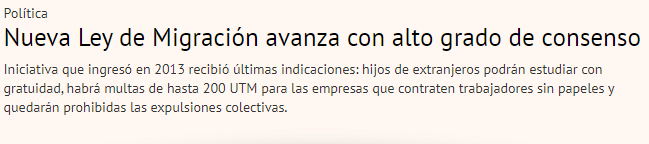 Política
Nueva Ley de Migración avanza con alto grado de consenso
Iniciativa que ingresó en 2013 recibió últimas indicaciones: hijos de extranjeros podrán estudiar con
gratuidad, habrá multas de hasta 200 UTM para las empresas que contraten trabajadores sin papeles y
quedarán prohibidas las expulsiones colectivas.